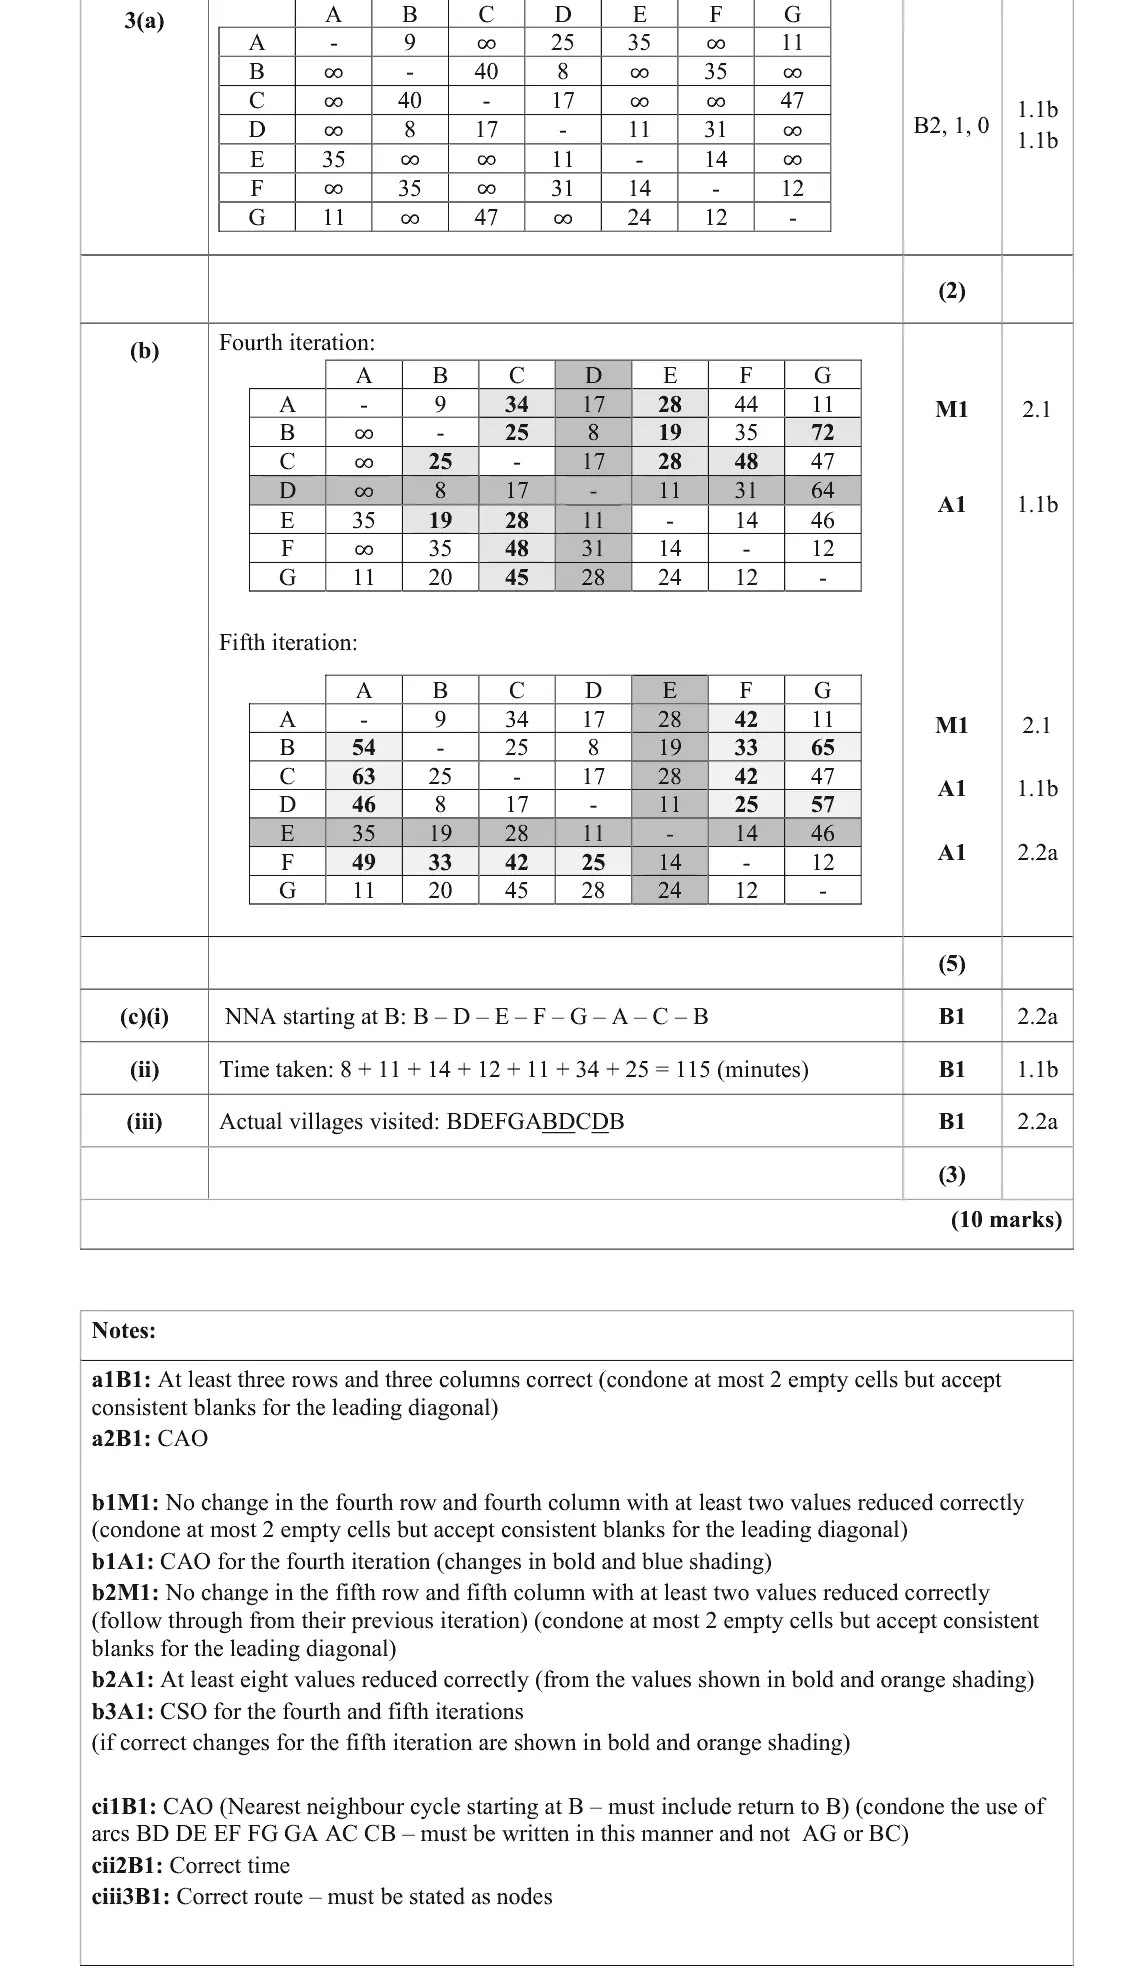 3(a)
A B C D E F G
A - 9 ∞ 25 35 ∞ 11
B ∞ - 40 8 ∞ 35 ∞
C ∞ 40 - 17 ∞ ∞ 47
D ∞ 8 17 - 11 31 ∞
E 35 ∞ ∞ 11 - 14 ∞
F ∞ 35 ∞ 31 14 - 12
G 11 ∞ 47 ∞ 24 12 -
B2, 1, 0
1.1b
1.1b
(2)
(b)
Fourth iteration:
A B C D E F G
A - 9 34 17 28 44 11
B ∞ - 25 8 19 35 72
C ∞ 25 - 17 28 48 47
D ∞ 8 17 - 11 31 64
E 35 19 28 11 - 14 46
F ∞ 35 48 31 14 - 12
G 11 20 45 28 24 12 -
M1 2.1
A1 1.1b
Fifth iteration:
A B C D E F G
A - 9 34 17 28 42 11
B 54 - 25 8 19 33 65
C 63 25 - 17 28 42 47
D 46 8 17 - 11 25 57
E 35 19 28 11 - 14 46
F 49 33 42 25 14 - 12
G 11 20 45 28 24 12 -
M1 2.1
A1 1.1b
A1 2.2a
(5)
(c)(i) NNA starting at B: B – D – E – F – G – A – C – B B1 2.2a
(ii) Time taken: 8 + 11 + 14 + 12 + 11 + 34 + 25 = 115 (minutes) B1 1.1b
(iii) Actual villages visited: BDEFGABDCDB B1 2.2a
(3)
(10 marks)
Notes:
a1B1: At least three rows and three columns correct (condone at most 2 empty cells but accept
consistent blanks for the leading diagonal)
a2B1: CAO
b1M1: No change in the fourth row and fourth column with at least two values reduced correctly
(condone at most 2 empty cells but accept consistent blanks for the leading diagonal)
b1A1: CAO for the fourth iteration (changes in bold and blue shading)
b2M1: No change in the fifth row and fifth column with at least two values reduced correctly
(follow through from their previous iteration) (condone at most 2 empty cells but accept consistent
blanks for the leading diagonal)
b2A1: At least eight values reduced correctly (from the values shown in bold and orange shading)
b3A1: CSO for the fourth and fifth iterations
(if correct changes for the fifth iteration are shown in bold and orange shading)
ci1B1: CAO (Nearest neighbour cycle starting at B – must include return to B) (condone the use of
arcs BD DE EF FG GA AC CB – must be written in this manner and not AG or BC)
cii2B1: Correct time
ciii3B1: Correct route – must be stated as nodes